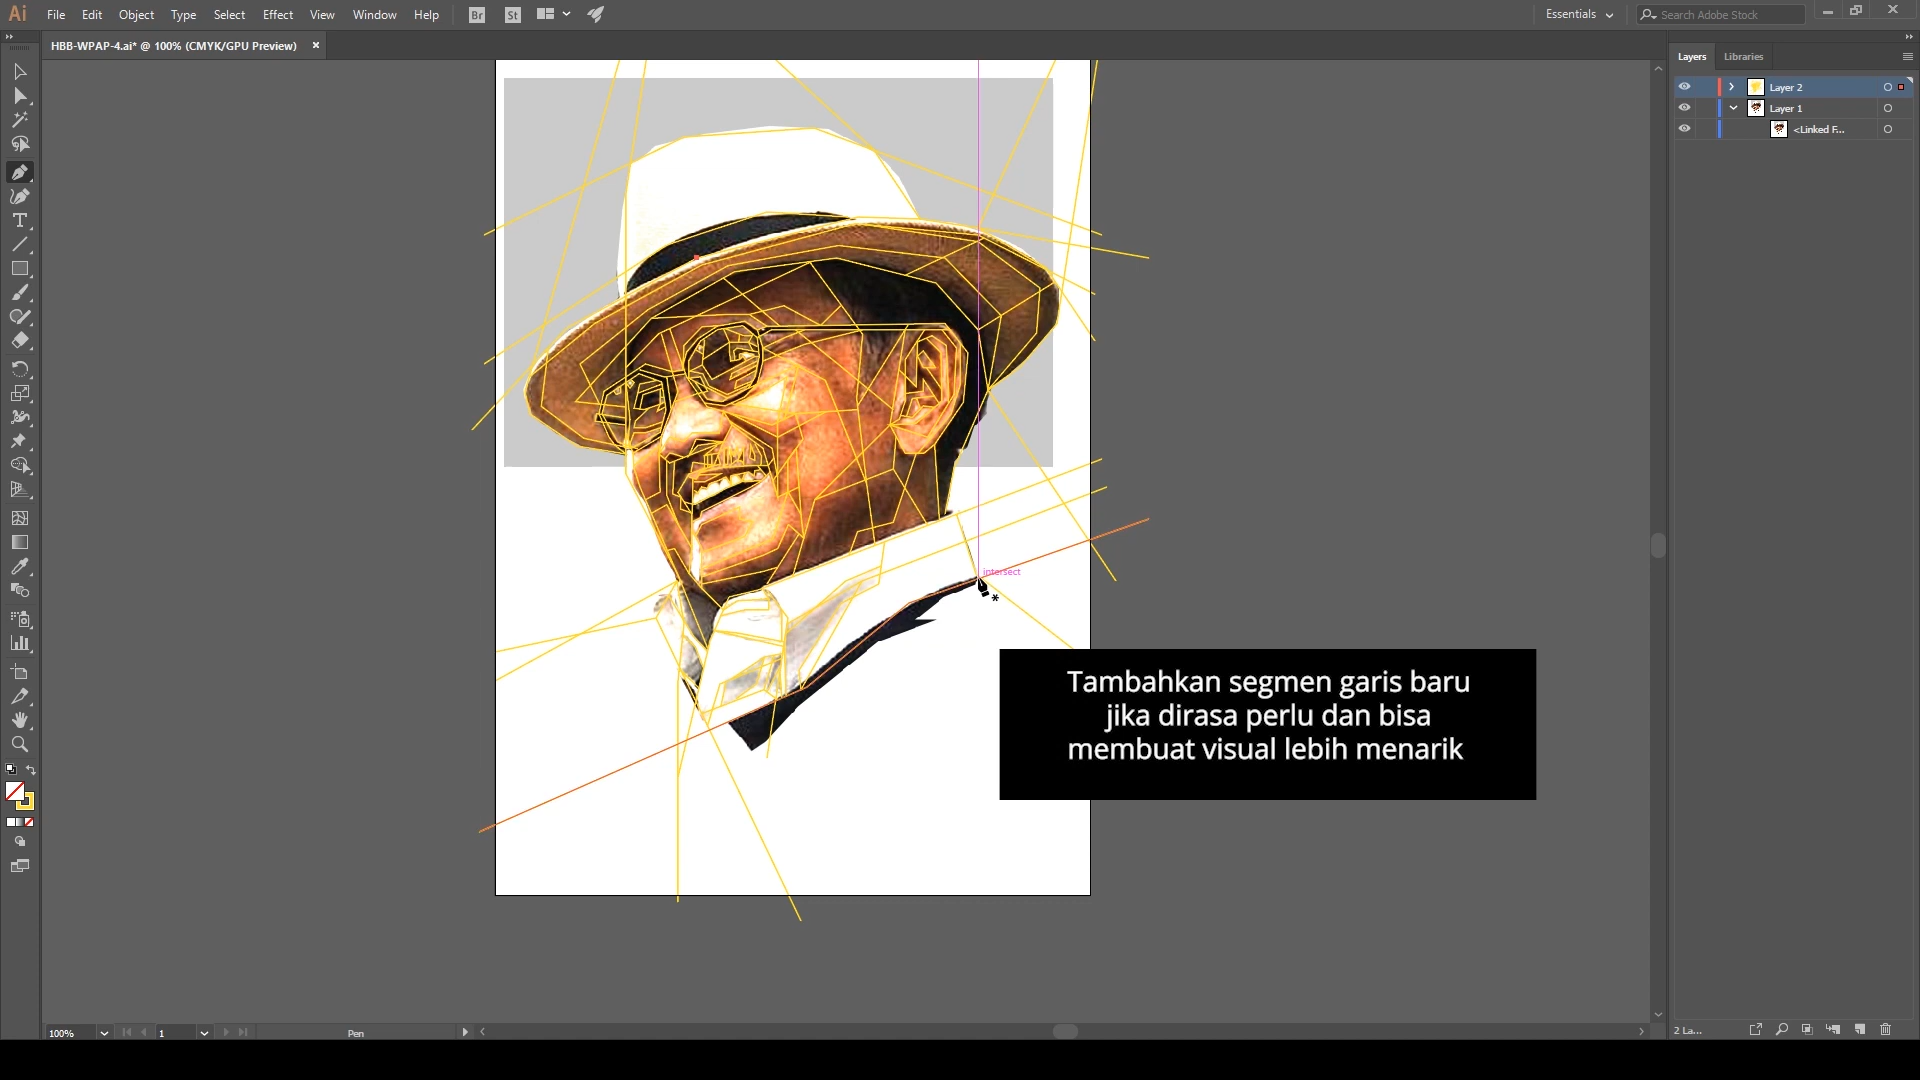 Ai File Edit Object Type Select Effect View Window Help Br St Essentials Search Adobe Stock
HBB-WPAP-4.ai* @ 100% (CMYK/GPU Preview)
Layers Libraries
Layer 2
Layer 1
<Linked F...
intersect
Tambahkan segmen garis baru
jika dirasa perlu dan bisa
membuat visual lebih menarik
100% 1 Pen
2 La...